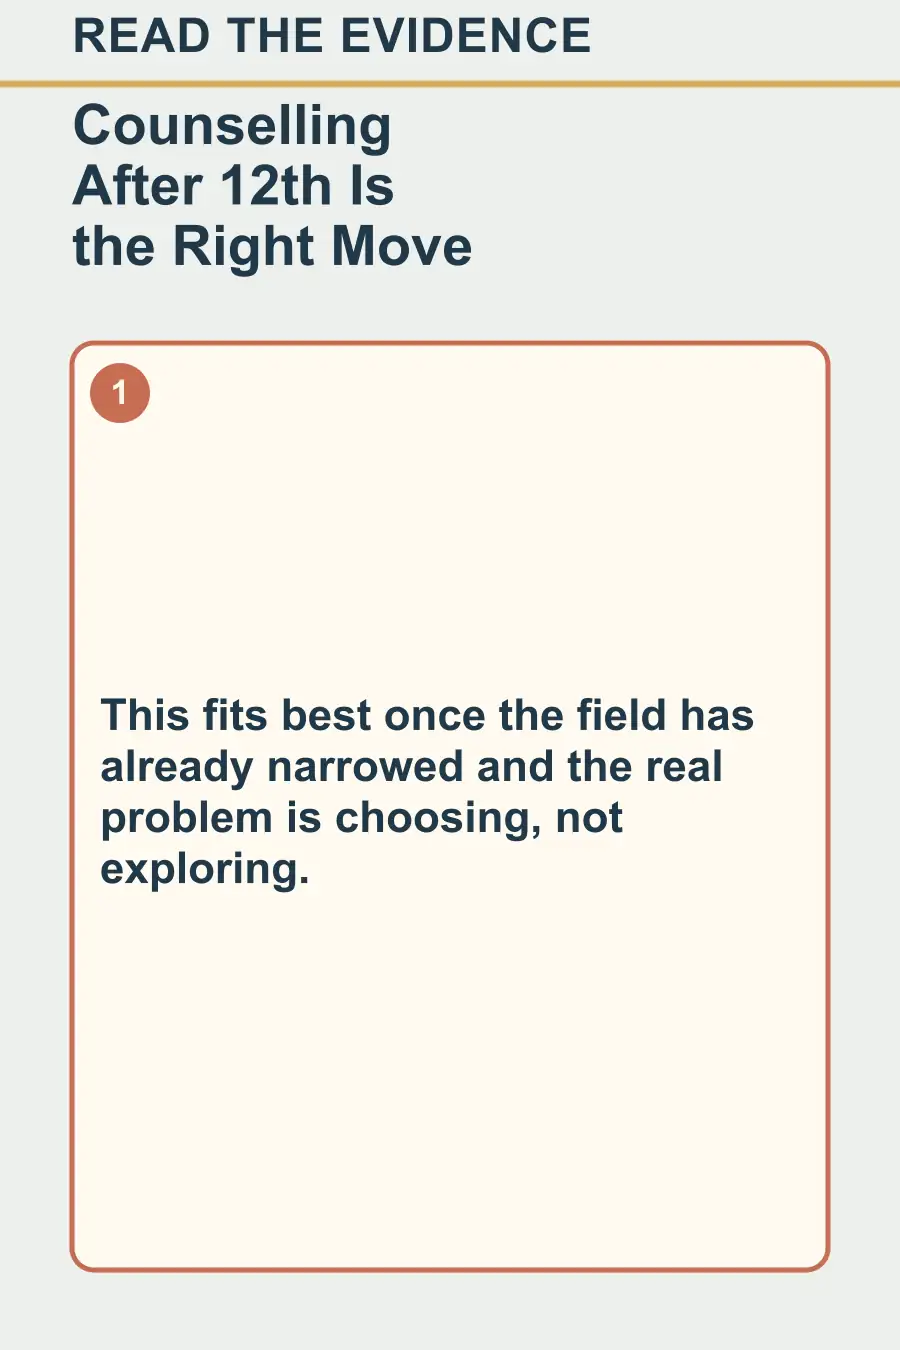 READ THE EVIDENCE
Counselling
After 12th Is
the Right Move
1
This fits best once the field has
already narrowed and the real
problem is choosing, not
exploring.